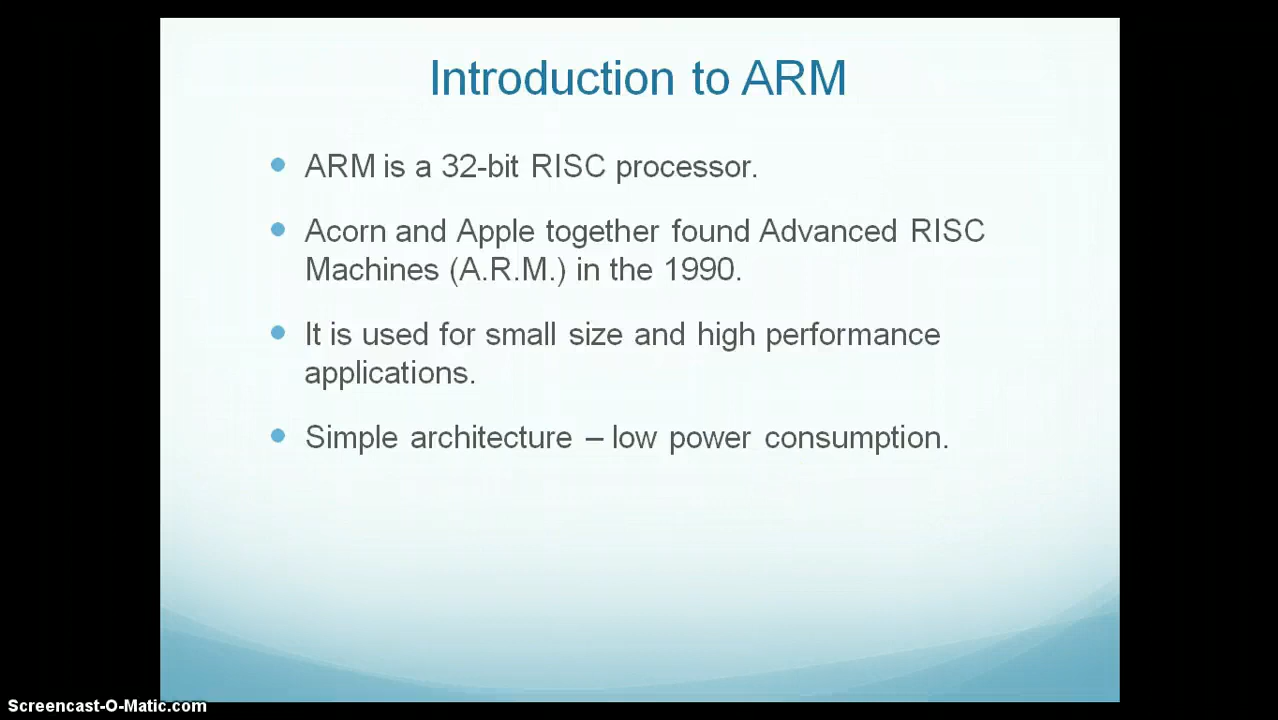 Introduction to ARM
ARM is a 32-bit RISC processor.
Acorn and Apple together found Advanced RISC
Machines (A.R.M.) in the 1990.
It is used for small size and high performance
applications.
Simple architecture – low power consumption.
Screencast-O-Matic.com